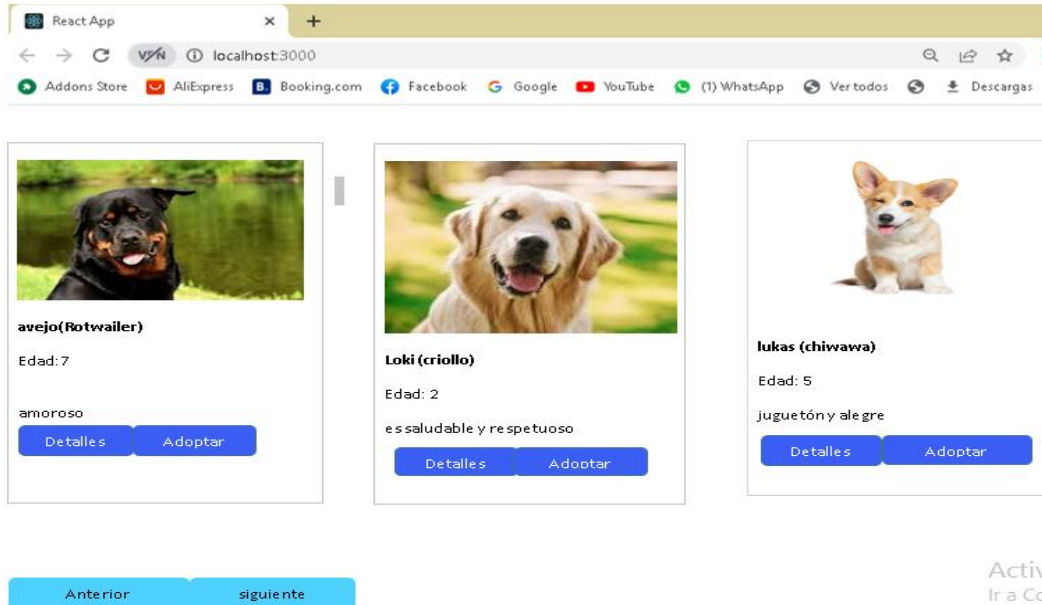 React App
VPN localhost:3000
Addons Store AliExpress B. Booking.com Facebook G Google YouTube (1) WhatsApp Ver todos Descargas
avejo(Rotwailer)
Edad: 7
amoroso
Detalles Adoptar
Loki (criollo)
Edad: 2
es saludable y respetuoso
Detalles Adoptar
lukas (chiwawa)
Edad: 5
juguetón y alegre
Detalles Adoptar
Anterior siguiente
Activ
Ir a Co